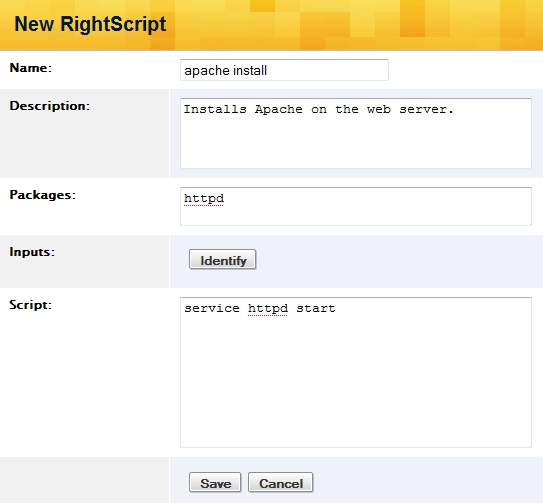 New RightScript
Name:
apache install
Description:
Installs Apache on the web server.
Packages:
httpd
Inputs:
Identify
Script:
service httpd start
Save Cancel